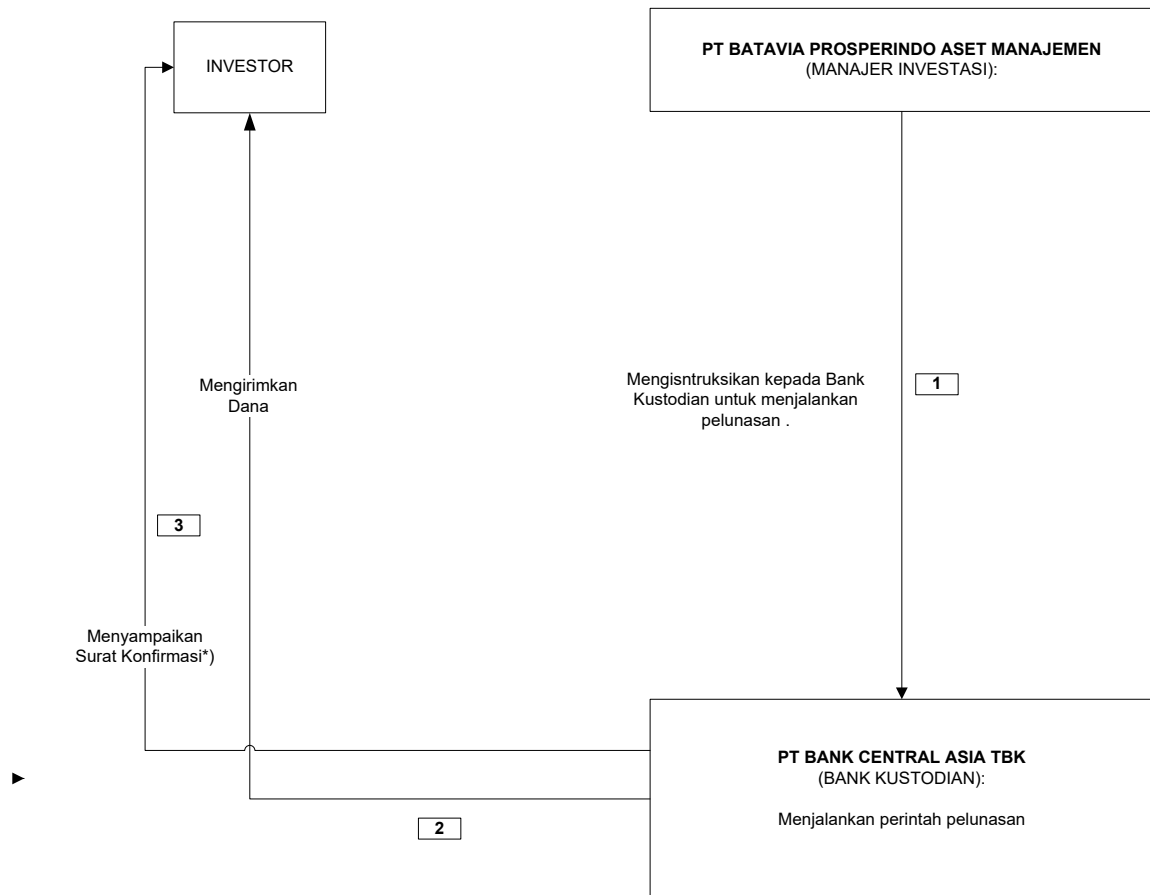 INVESTOR
PT BATAVIA PROSPERINDO ASET MANAJEMEN
(MANAJER INVESTASI):
Mengirimkan
Dana
Mengisntruksikan kepada Bank
Kustodian untuk menjalankan
pelunasan .
1
3
Menyampaikan
Surat Konfirmasi*)
PT BANK CENTRAL ASIA TBK
(BANK KUSTODIAN):
Menjalankan perintah pelunasan
2